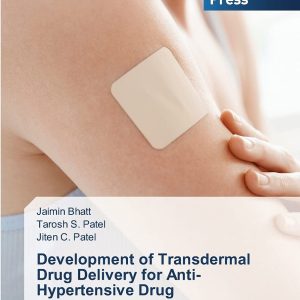 Press
Jaimin Bhatt
Tarosh S. Patel
Jiten C. Patel
Development of Transdermal
Drug Delivery for Anti-
Hypertensive Drug